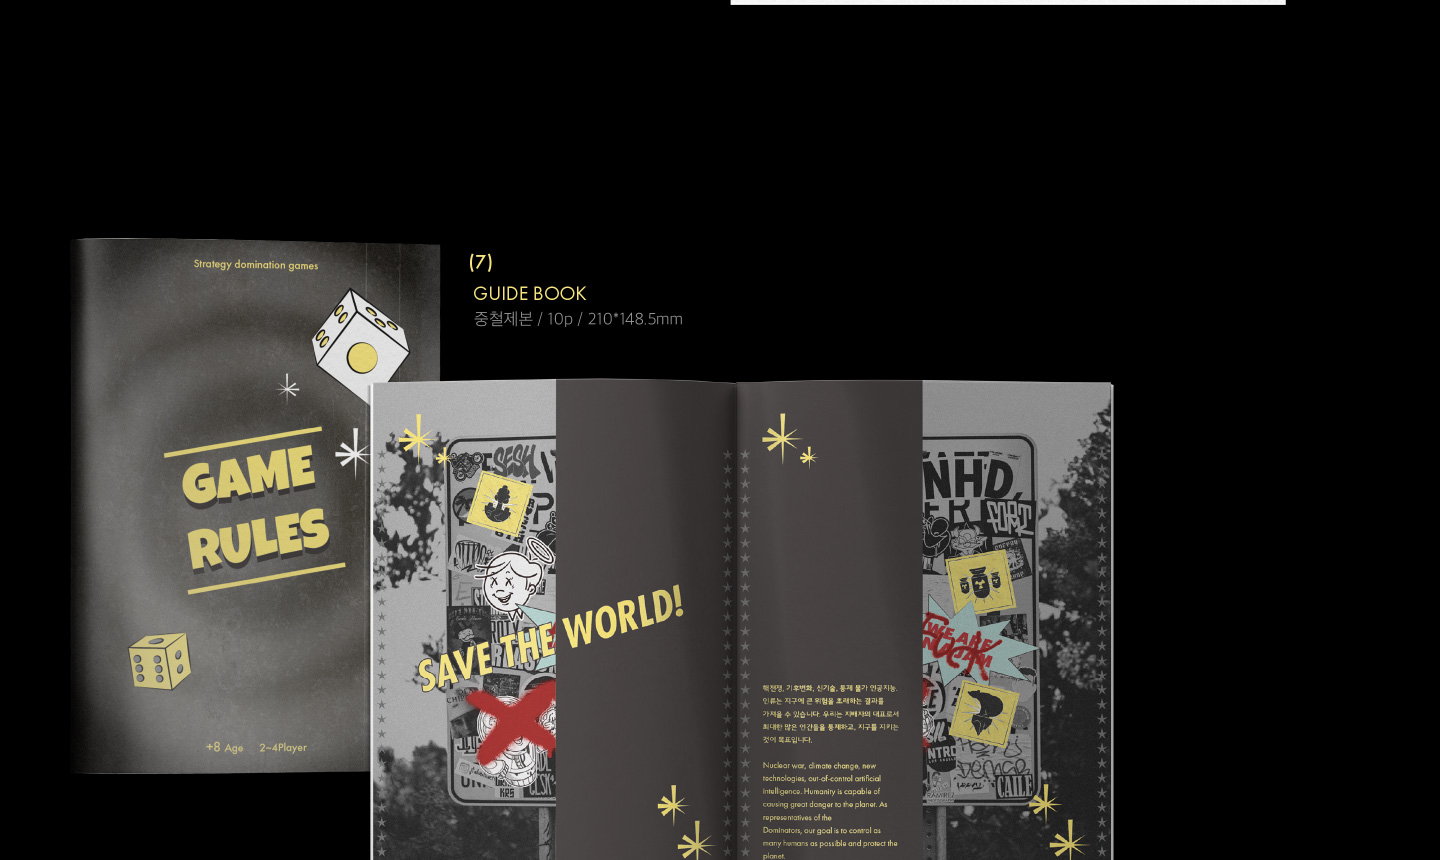 Strategy domination games
GAME
RULES
+8 Age 2~4Player
(7)
GUIDE BOOK
중철제본 / 10p / 210*148.5mm
SESH
SAVE THE WORLD!
KRS
핵전쟁, 기후변화, 신기술, 통제 불가 인공지능.
인류는 지구에 큰 위험을 초래하는 결과를
가져올 수 있습니다. 우리는 지배자의 대표로서
최대한 많은 인간들을 통제하고, 지구를 지키는
것이 목표입니다.
Nuclear war, climate change, new
technologies, out-of-control artificial
intelligence. Humanity is capable of
causing great danger to the planet. As
representatives of the
Dominators, our goal is to control as
many humans as possible and protect the
planet.
NHD,
FORT
WE ARE
CAILE